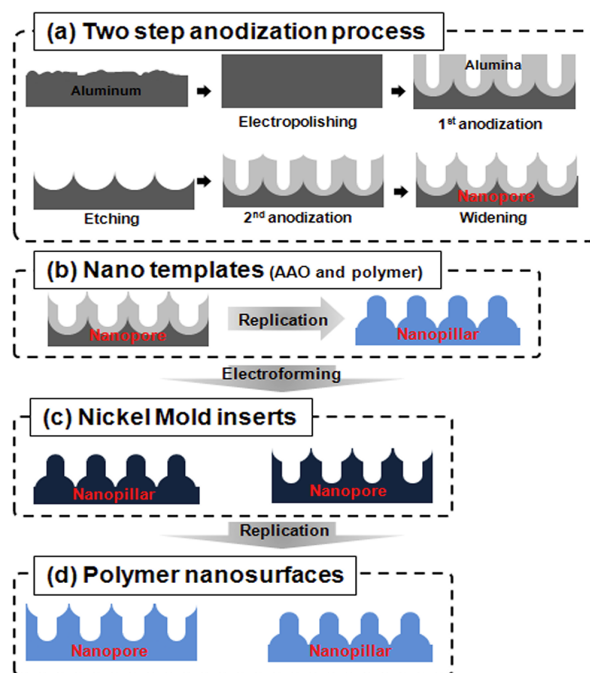 (a) Two step anodization process
Aluminum
Alumina
Electropolishing
1st anodization
Nanopore
Etching
2nd anodization
Widening
(b) Nano templates (AAO and polymer)
Nanopore
Replication
Nanopillar
Electroforming
(c) Nickel Mold inserts
Nanopillar
Nanopore
Replication
(d) Polymer nanosurfaces
Nanopore
Nanopillar